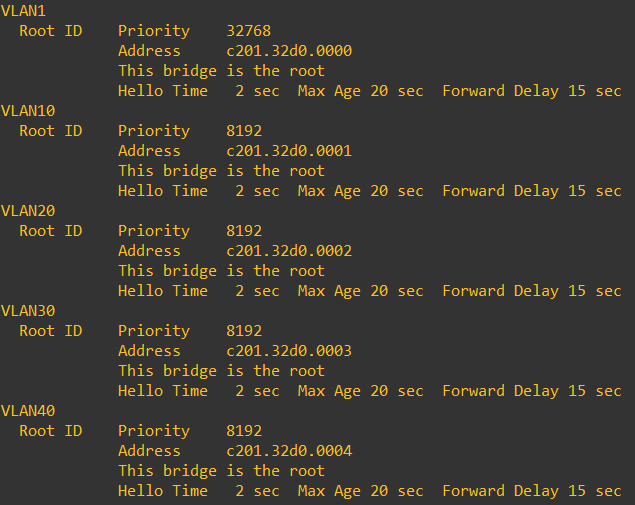 VLAN1
  Root ID    Priority    32768
             Address     c201.32d0.0000
             This bridge is the root
             Hello Time   2 sec  Max Age 20 sec  Forward Delay 15 sec
VLAN10
  Root ID    Priority    8192
             Address     c201.32d0.0001
             This bridge is the root
             Hello Time   2 sec  Max Age 20 sec  Forward Delay 15 sec
VLAN20
  Root ID    Priority    8192
             Address     c201.32d0.0002
             This bridge is the root
             Hello Time   2 sec  Max Age 20 sec  Forward Delay 15 sec
VLAN30
  Root ID    Priority    8192
             Address     c201.32d0.0003
             This bridge is the root
             Hello Time   2 sec  Max Age 20 sec  Forward Delay 15 sec
VLAN40
  Root ID    Priority    8192
             Address     c201.32d0.0004
             This bridge is the root
             Hello Time   2 sec  Max Age 20 sec  Forward Delay 15 sec